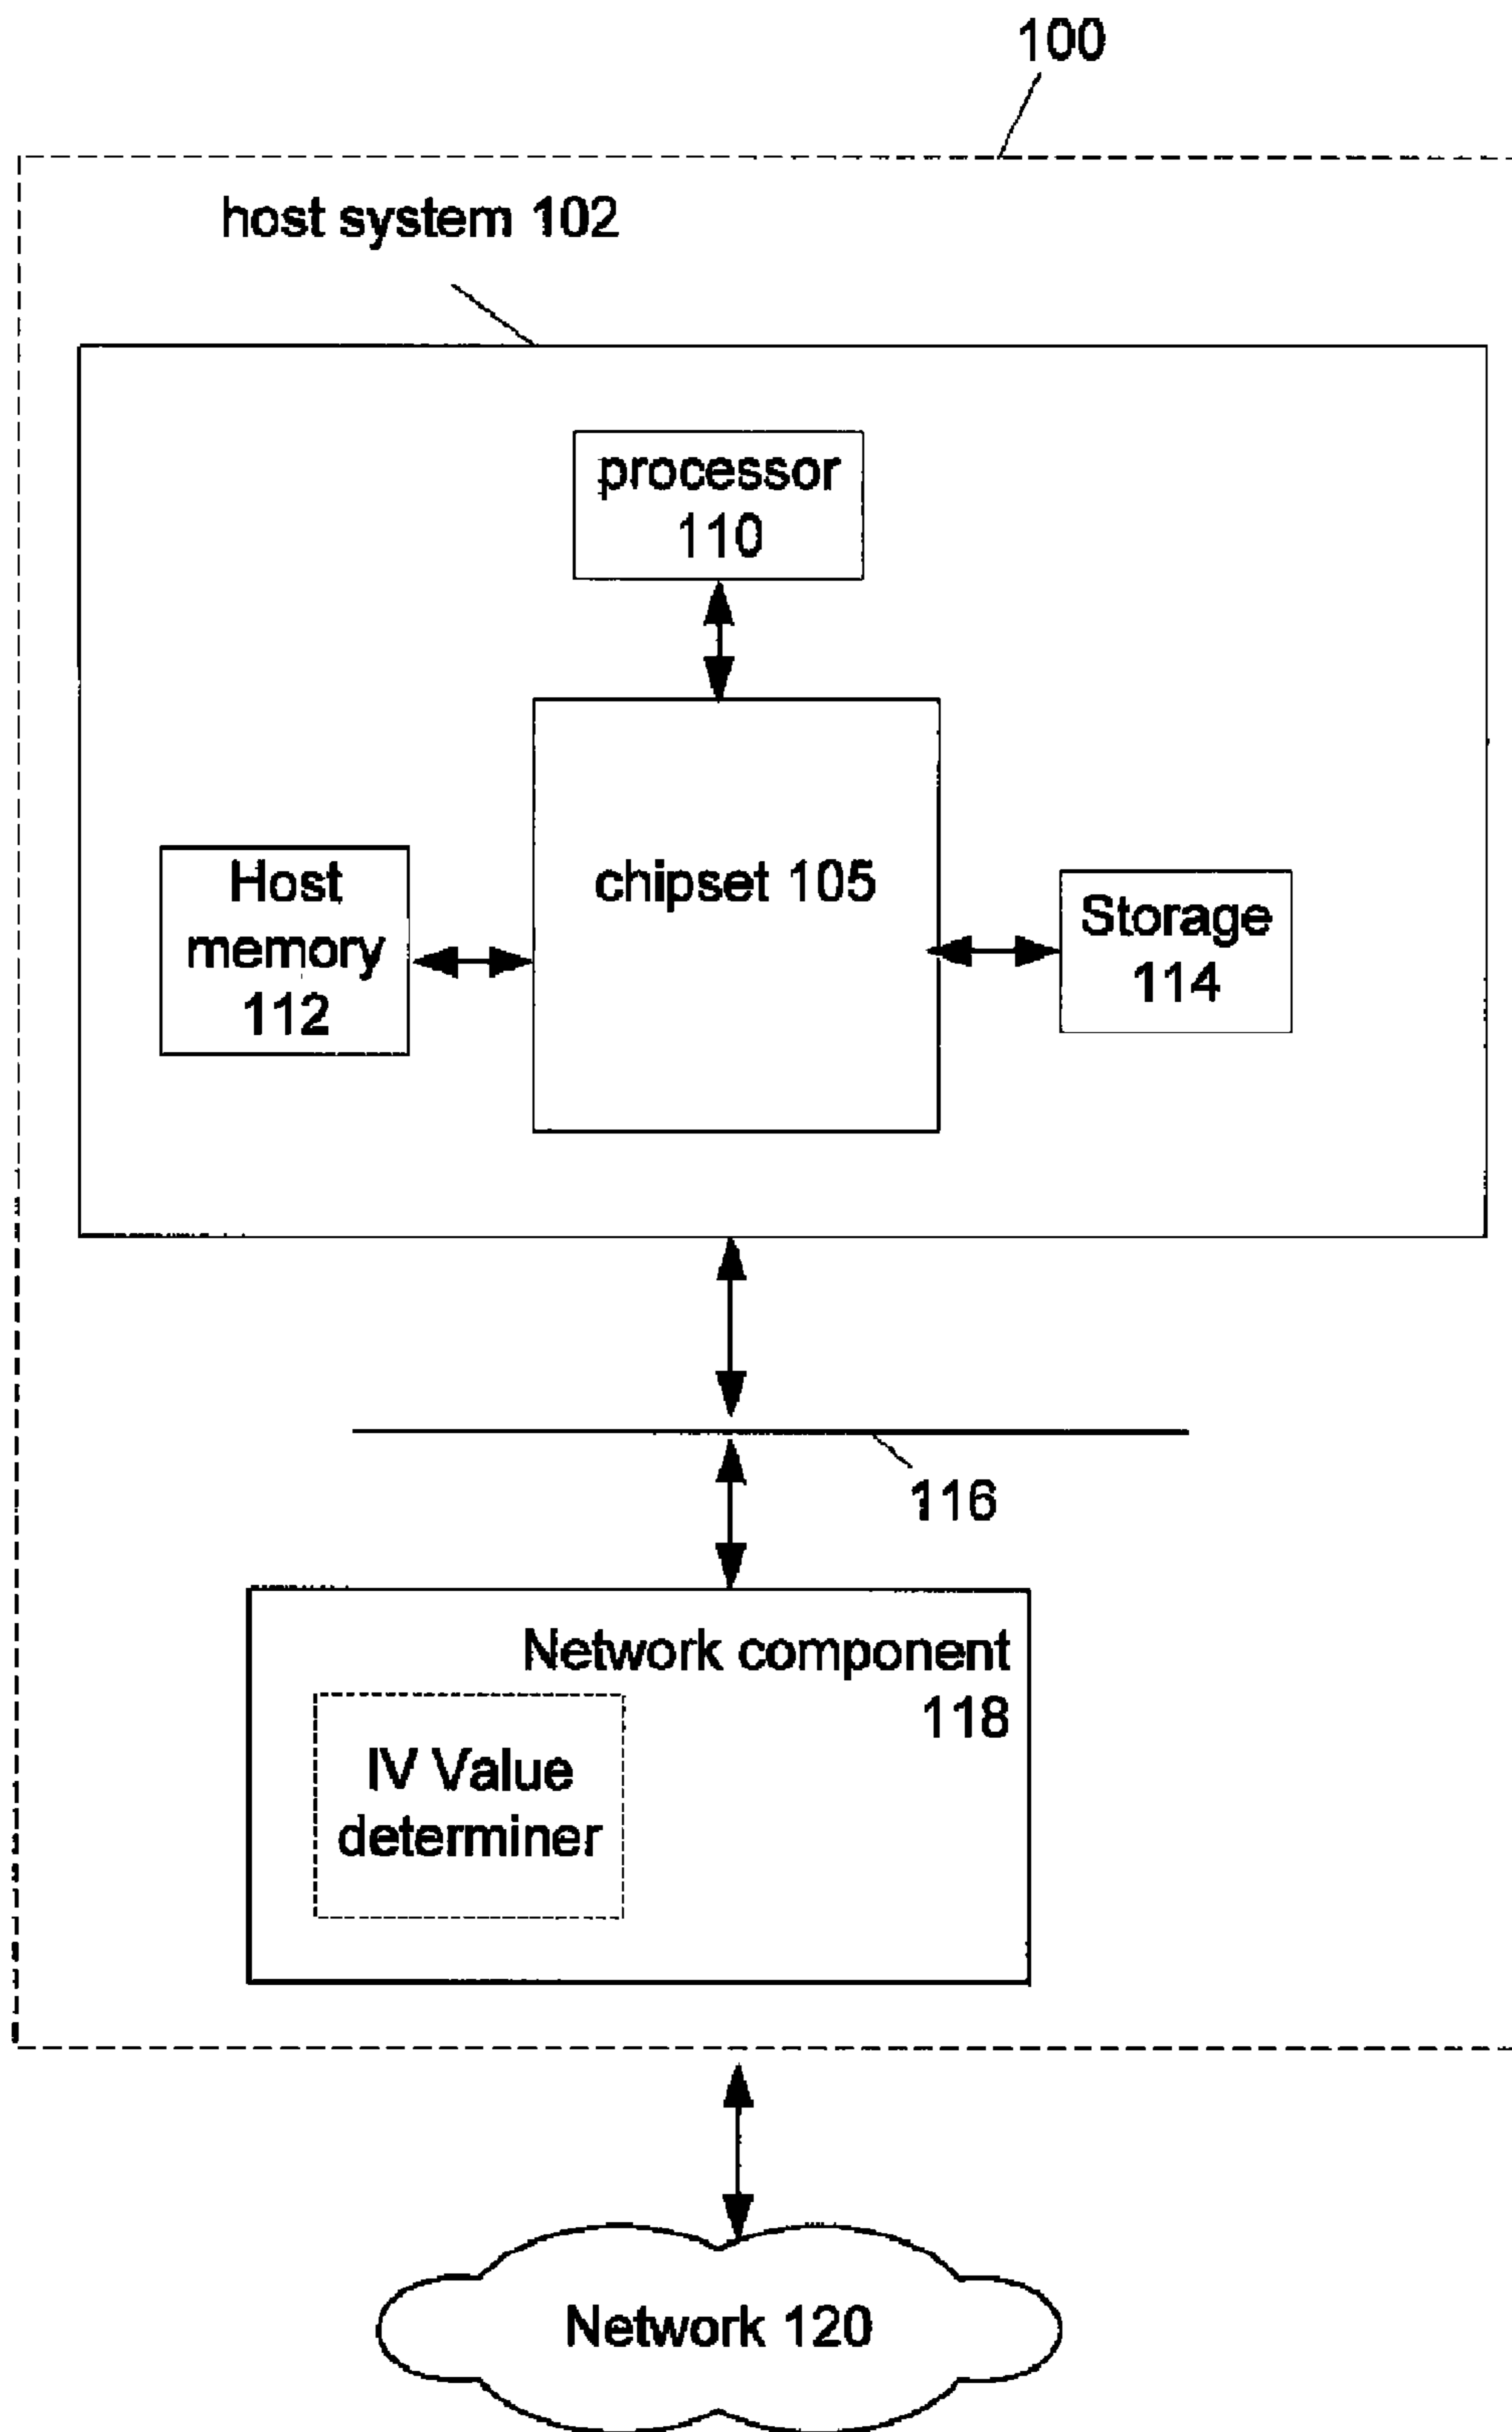 100
host system 102
processor
110
chipset 105
Host
memory
112
Storage
114
116
Network component
118
IV Value
determiner
Network 120